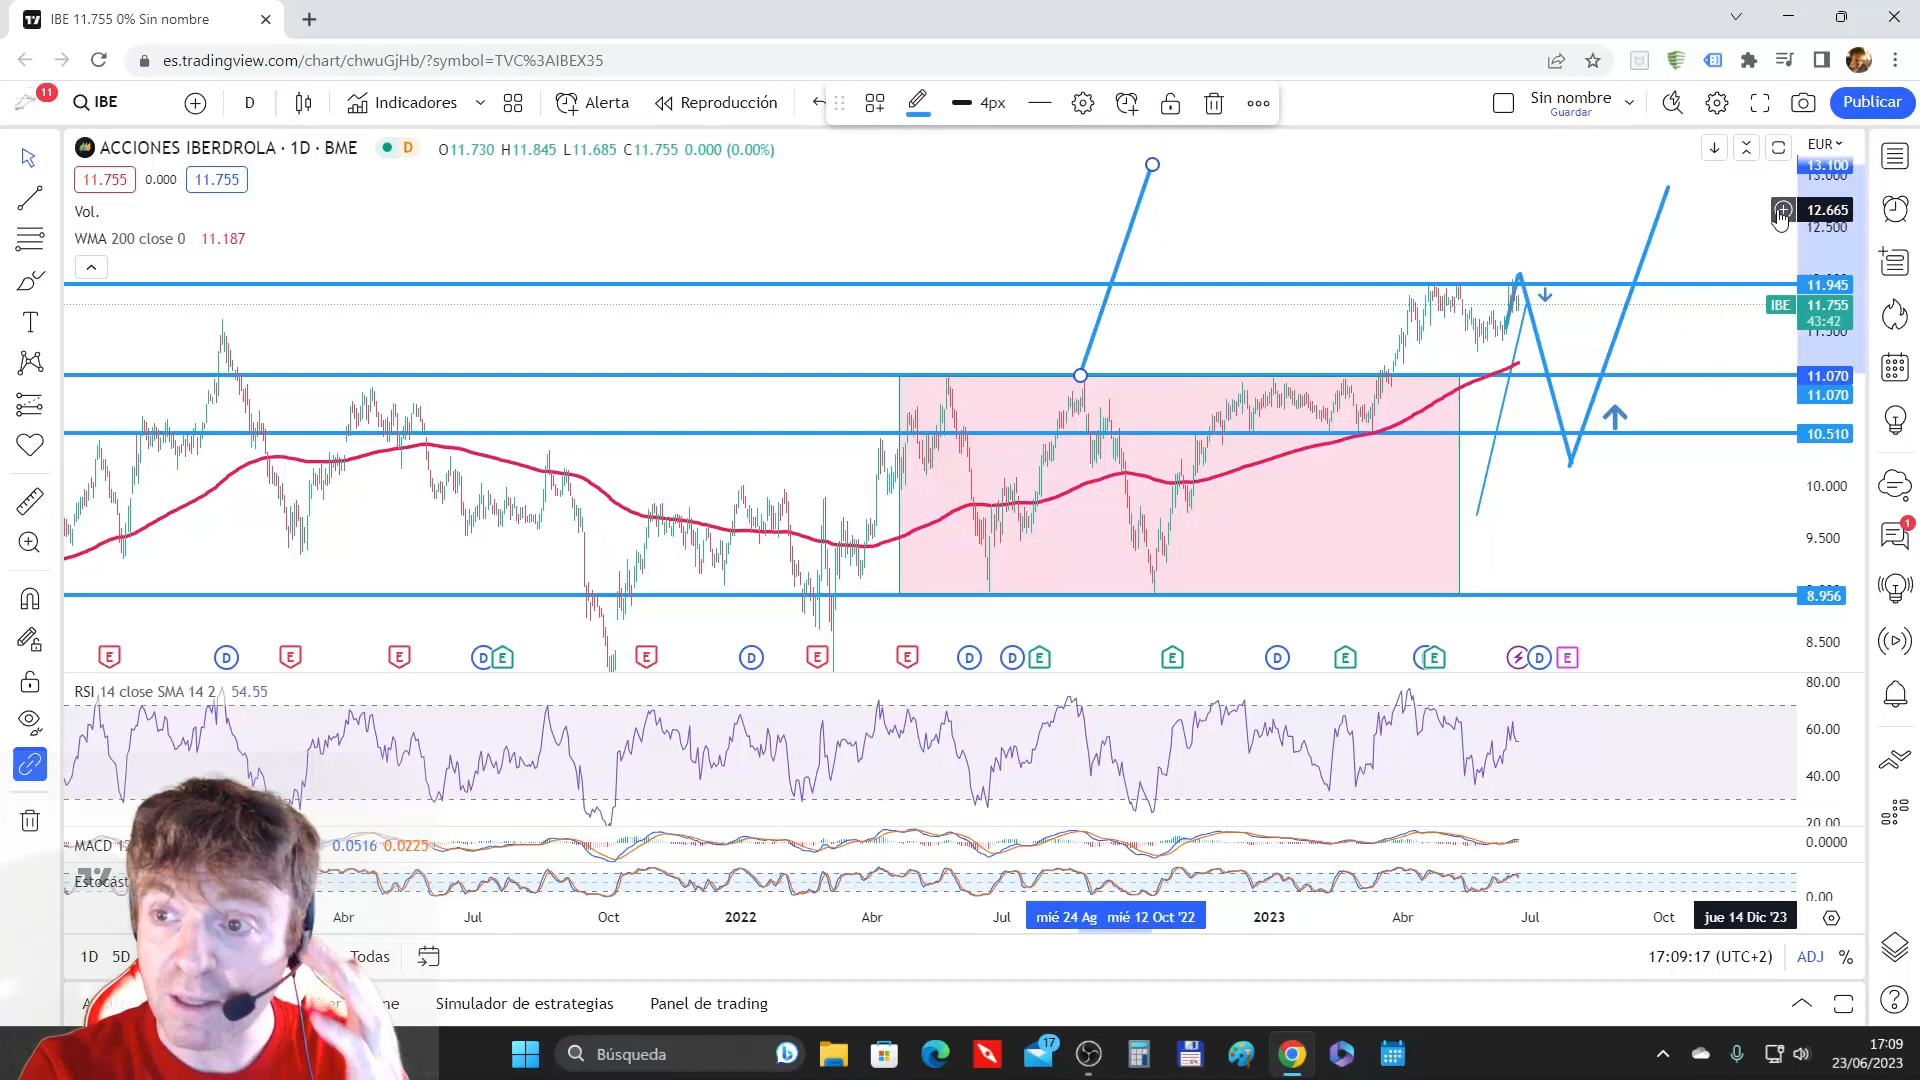 IBE 11.755 0% Sin nombre
es.tradingview.com/chart/chwuGjHb/?symbol=TVC%3AIBEX35
11
IBE
D
Indicadores
Alerta
Reproducción
4px
Sin nombre
Guardar
Publicar
ACCIONES IBERDROLA · 1D · BME
D
O11.730 H11.845 L11.685 C11.755 0.000 (0.00%)
EUR
11.755
0.000
11.755
Vol.
WMA 200 close 0 11.187
13.100
12.665
12.500
11.945
IBE
11.755
43:42
11.070
11.070
10.510
10.000
9.500
8.956
8.500
E D E E D E E D E E D D E E D E E D E
RSI 14 close SMA 14 2 54.55
80.00
60.00
40.00
20.00
MACD 0.0516 0.0225
0.0000
Estocást
0.00
Abr Jul Oct 2022 Abr Jul mié 24 Ag mié 12 Oct '22 2023 Abr Jul Oct jue 14 Dic '23
1D 5D Todas
17:09:17 (UTC+2)
ADJ %
Simulador de estrategias
Panel de trading
1
Búsqueda
17
17:09
23/06/2023